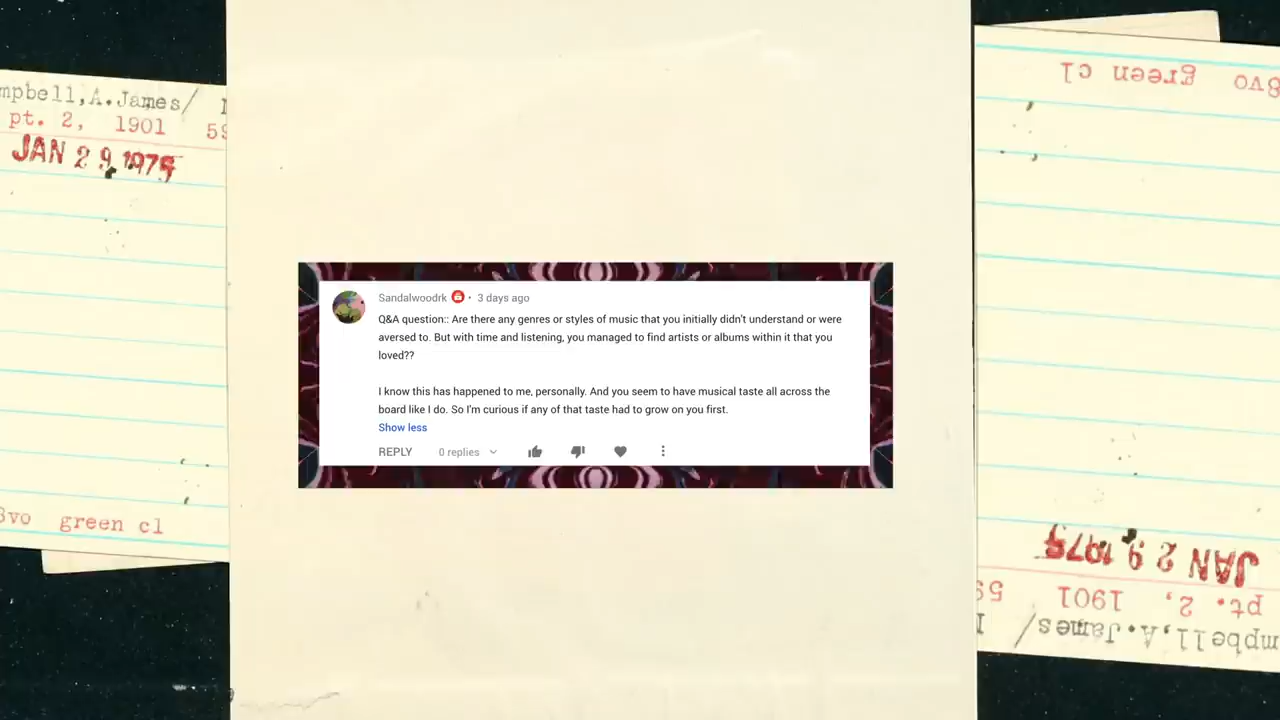 mpbell,A.James/
pt. 2, 1901 59
JAN 29 1975
8vo green cl
Sandalwoodrk • 3 days ago
Q&A question:: Are there any genres or styles of music that you initially didn't understand or were
aversed to. But with time and listening, you managed to find artists or albums within it that you
loved??
I know this has happened to me, personally. And you seem to have musical taste all across the
board like I do. So I'm curious if any of that taste had to grow on you first.
Show less
REPLY 0 replies
8vo green cl
JAN 29 1975
pt. 2, 1901 59
mpbell,A.James/